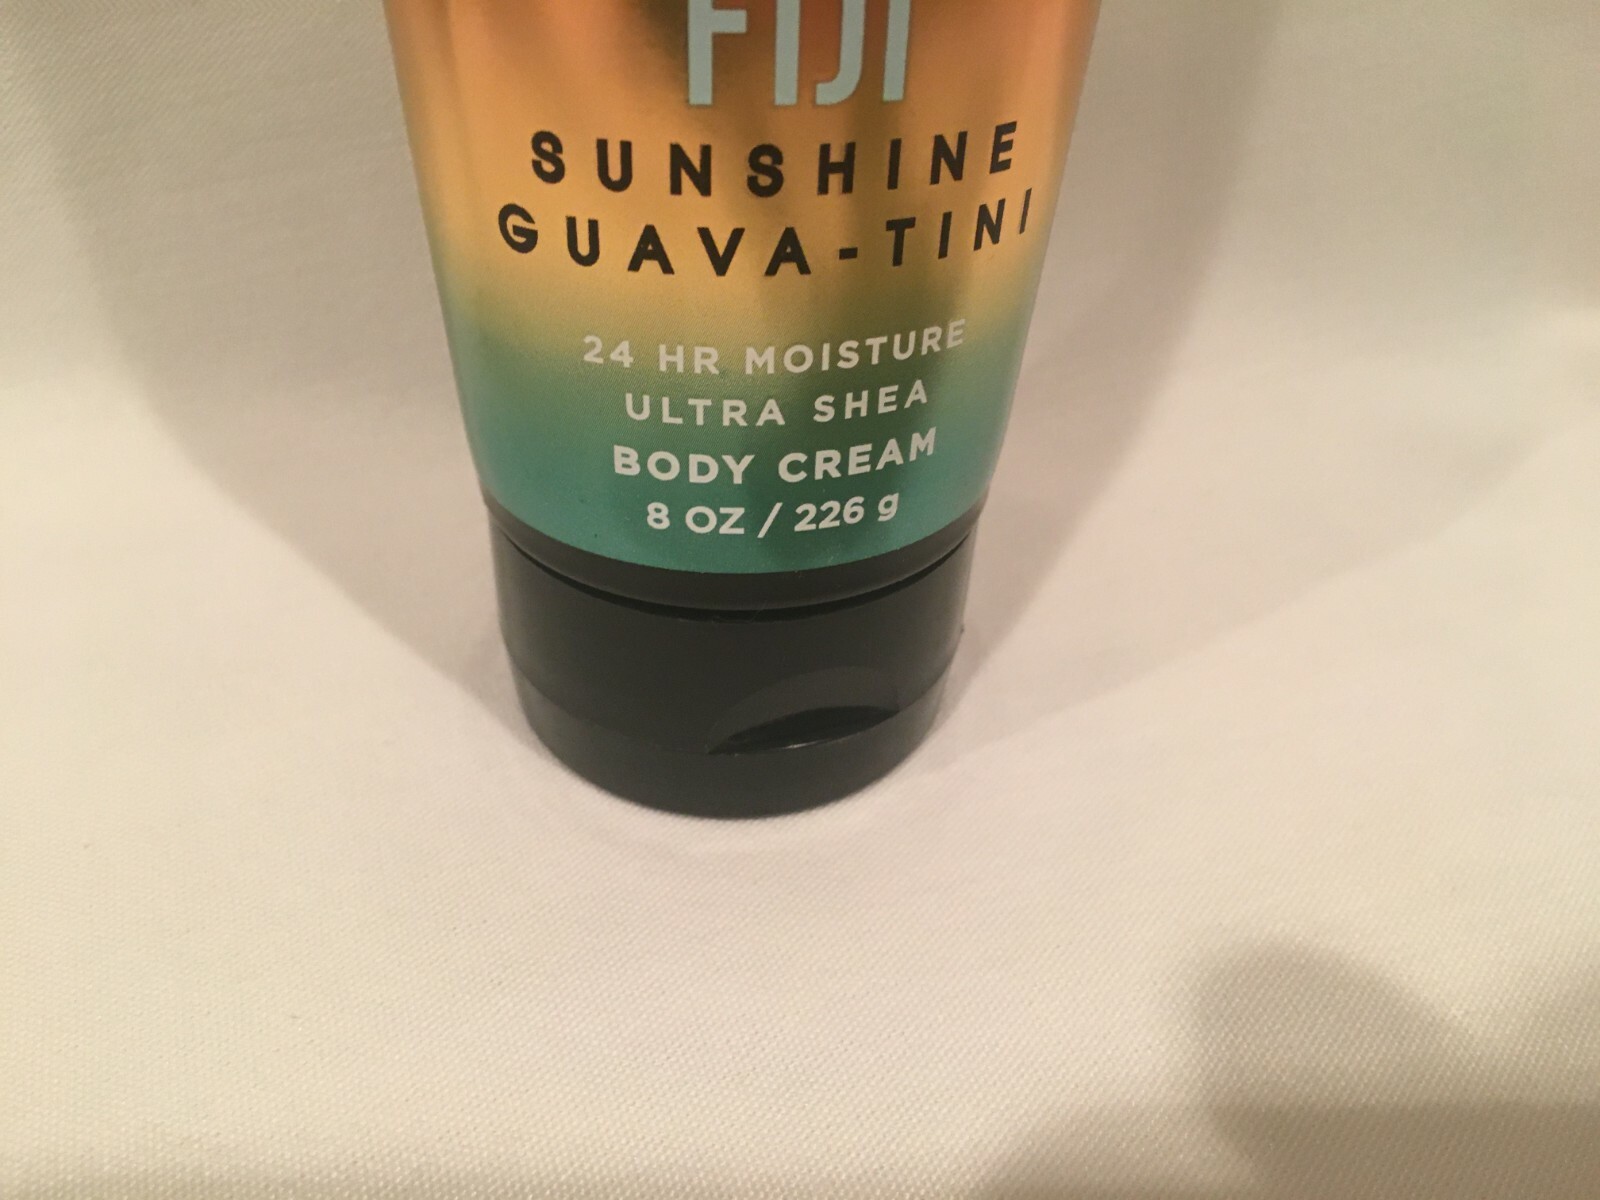 FIJI
SUNSHINE
GUAVA-TINI
24 HR MOISTURE
ULTRA SHEA
BODY CREAM
8 OZ / 226 g